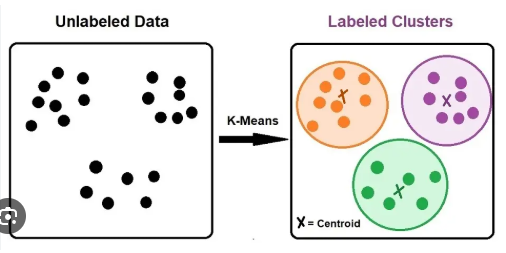 Unlabeled Data
Labeled Clusters
K-Means
X = Centroid